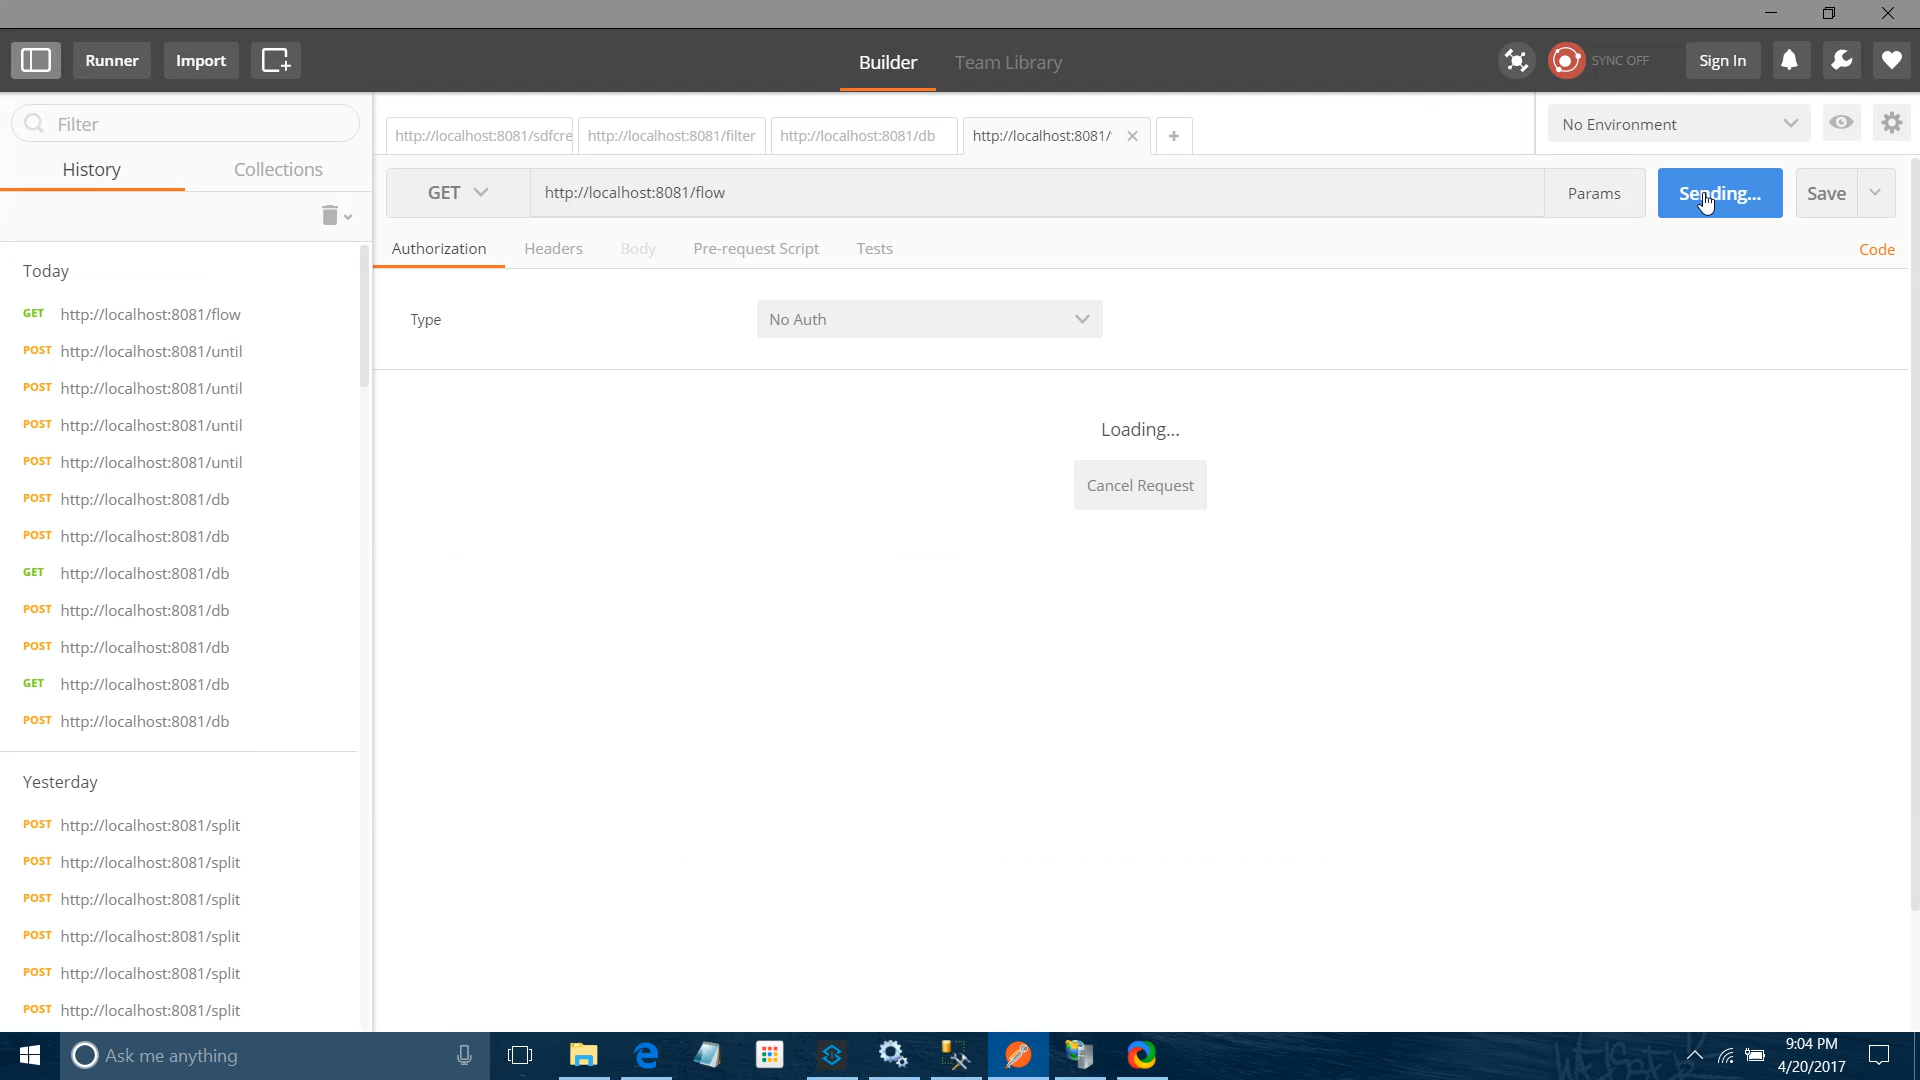 Runner
Import
Builder
Team Library
SYNC OFF
Sign In
Filter
http://localhost:8081/sdfcre
http://localhost:8081/filter
http://localhost:8081/db
http://localhost:8081/
+
No Environment
History
Collections
GET
http://localhost:8081/flow
Params
Sending...
Save
Authorization
Headers
Body
Pre-request Script
Tests
Code
Today
Type
No Auth
GET http://localhost:8081/flow
POST http://localhost:8081/until
POST http://localhost:8081/until
POST http://localhost:8081/until
POST http://localhost:8081/until
POST http://localhost:8081/db
POST http://localhost:8081/db
GET http://localhost:8081/db
POST http://localhost:8081/db
POST http://localhost:8081/db
GET http://localhost:8081/db
POST http://localhost:8081/db
Loading...
Cancel Request
Yesterday
POST http://localhost:8081/split
POST http://localhost:8081/split
POST http://localhost:8081/split
POST http://localhost:8081/split
POST http://localhost:8081/split
POST http://localhost:8081/split
Ask me anything
9:04 PM
4/20/2017